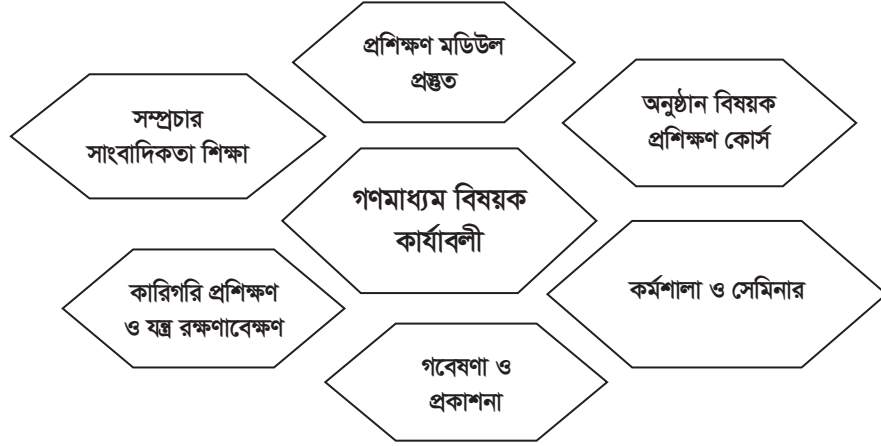 প্রশিক্ষণ মডিউল
প্রস্তুত
সম্প্রচার
সাংবাদিকতা শিক্ষা
অনুষ্ঠান বিষয়ক
প্রশিক্ষণ কোর্স
গণমাধ্যম বিষয়ক
কার্যাবলী
কারিগরি প্রশিক্ষণ
ও যন্ত্র রক্ষণাবেক্ষণ
কর্মশালা ও সেমিনার
গবেষণা ও
প্রকাশনা